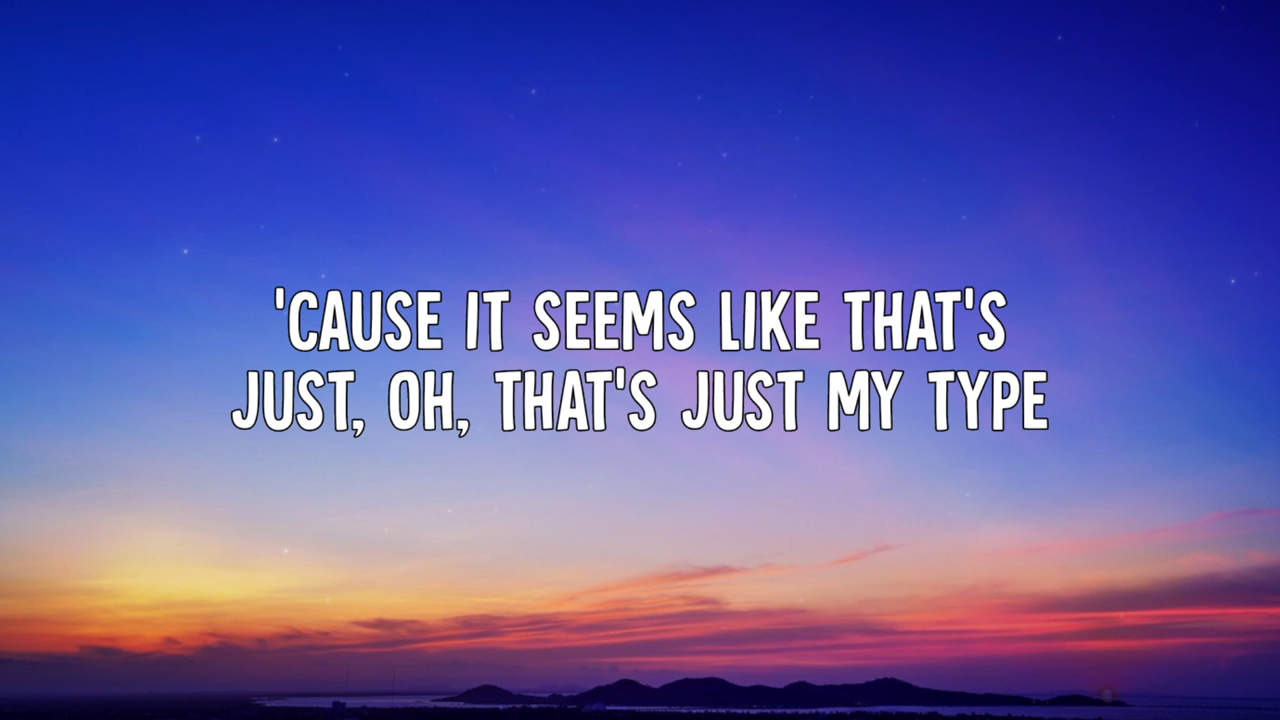 'CAUSE IT SEEMS LIKE THAT'S
JUST, OH, THAT'S JUST MY TYPE